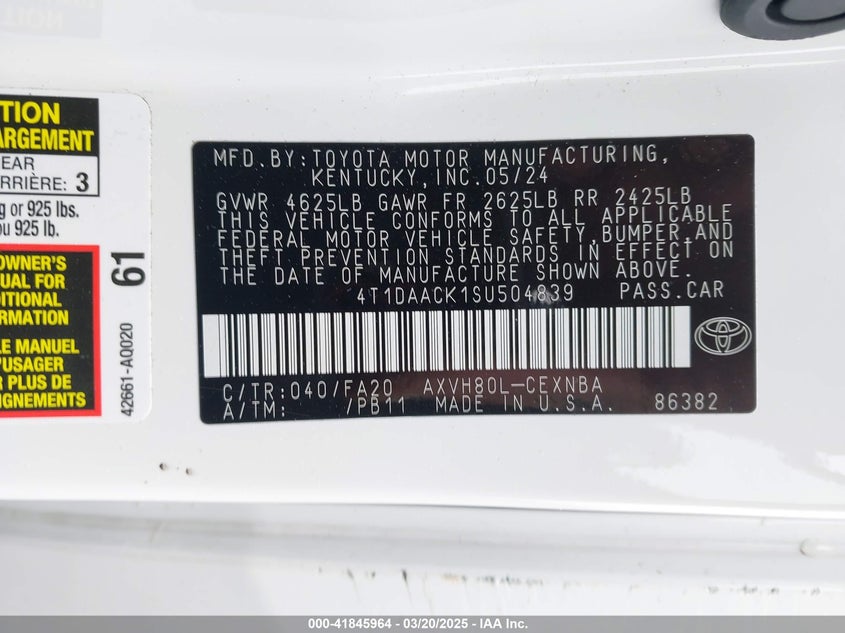 TION
ARGEMENT
EAR
ARRIÈRE: 3
g or 925 lbs.
u 925 lb.
OWNER'S
UAL FOR
ITIONAL
RMATION
LE MANUEL
'USAGER
R PLUS DE
IGNEMENTS
61
42661-A0020
MFD.BY:TOYOTA MOTOR MANUFACTURING,
KENTUCKY,INC.05/24
GVWR 4625LB GAWR FR 2625LB RR 2425LB
THIS VEHICLE CONFORMS TO ALL APPLICABLE
FEDERAL MOTOR VEHICLE SAFETY,BUMPER,AND
THEFT PREVENTION STANDARDS IN EFFECT ON
THE DATE OF MANUFACTURE SHOWN ABOVE.
4T1DAACK1SU504839 PASS.CAR
C/TR:040/FA20 AXVH80L-CEXNBA
A/TM: /PB11 MADE IN U.S.A. 86382
000-41845964 - 03/20/2025 - IAA Inc.